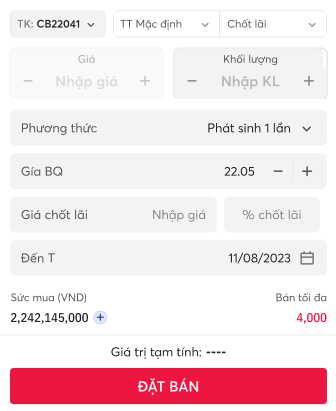 TK: CB22041 TT Mặc định Chốt lãi
Giá Khối lượng
− Nhập giá + − Nhập KL +
Phương thức Phát sinh 1 lần
Gía BQ 22.05 − +
Giá chốt lãi Nhập giá % chốt lãi
Đến T 11/08/2023
Sức mua (VND) Bán tối đa
2,242,145,000 + 4,000
Giá trị tạm tính: ----
ĐẶT BÁN